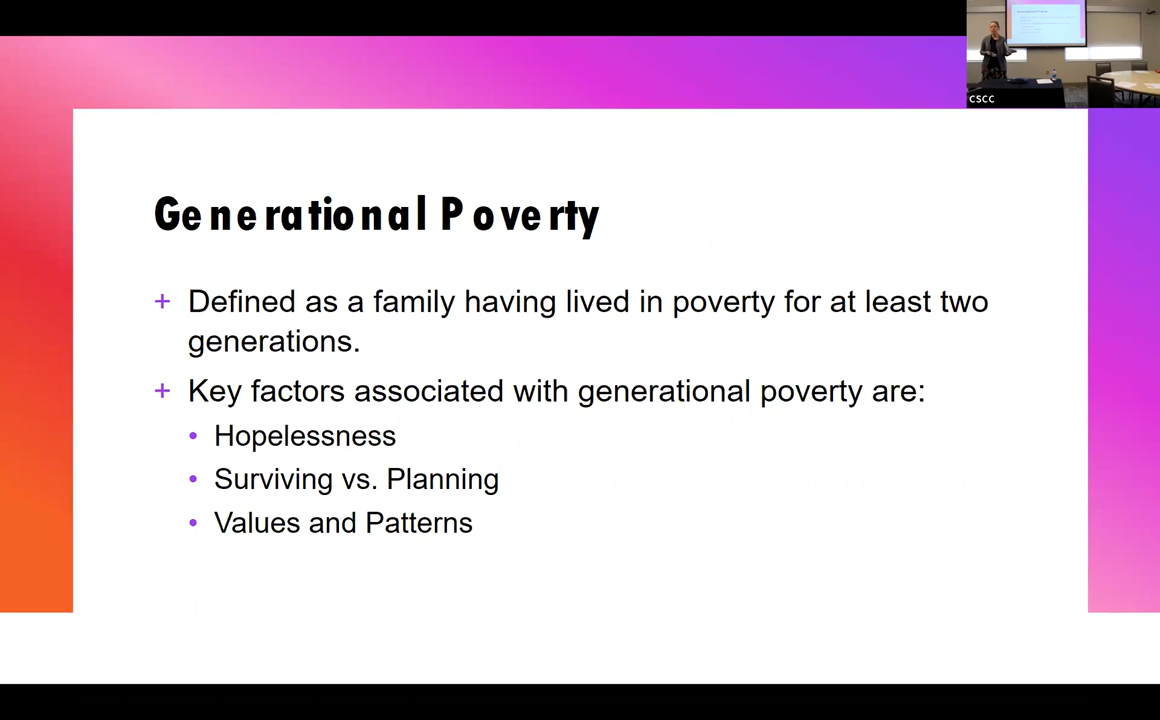 CSCC
Generational Poverty
+ Defined as a family having lived in poverty for at least two
generations.
+ Key factors associated with generational poverty are:
• Hopelessness
• Surviving vs. Planning
• Values and Patterns